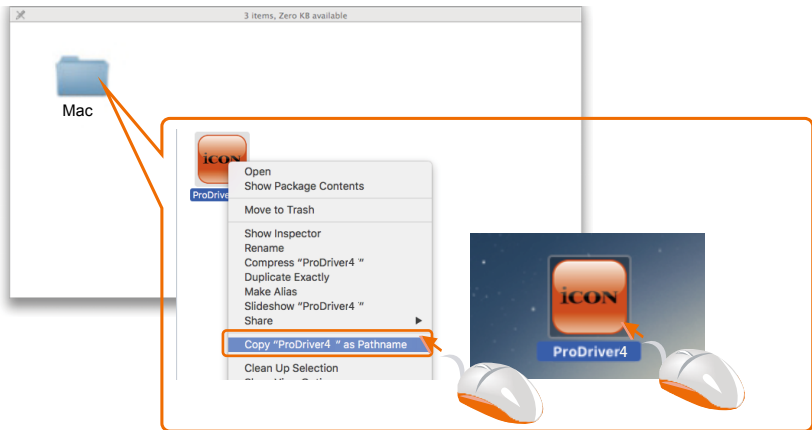 3 items, Zero KB available
Mac
iCON
ProDrive
Open
Show Package Contents
Move to Trash
Show Inspector
Rename
Compress “ProDriver4 ”
Duplicate Exactly
Make Alias
Slideshow “ProDriver4 ”
Share
Copy “ProDriver4 ” as Pathname
Clean Up Selection
iCON
ProDriver4